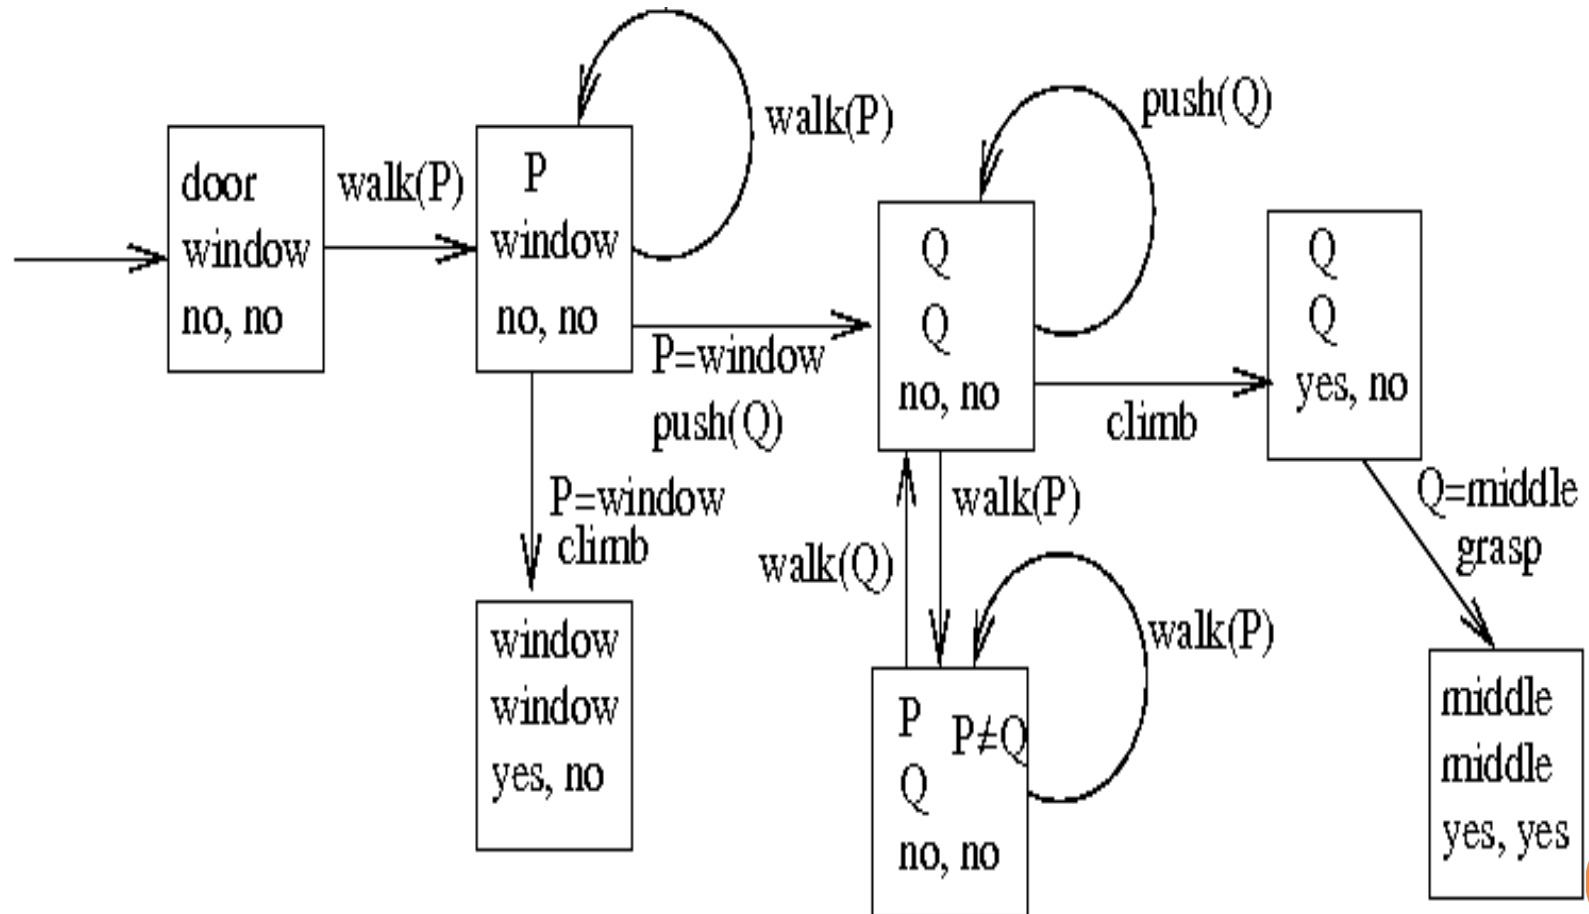 door
window
no, no
walk(P)
P
window
no, no
walk(P)
P=window
push(Q)
P=window
climb
window
window
yes, no
Q
Q
no, no
push(Q)
climb
walk(Q)
walk(P)
P
P≠Q
Q
no, no
walk(P)
Q
Q
yes, no
Q=middle
grasp
middle
middle
yes, yes